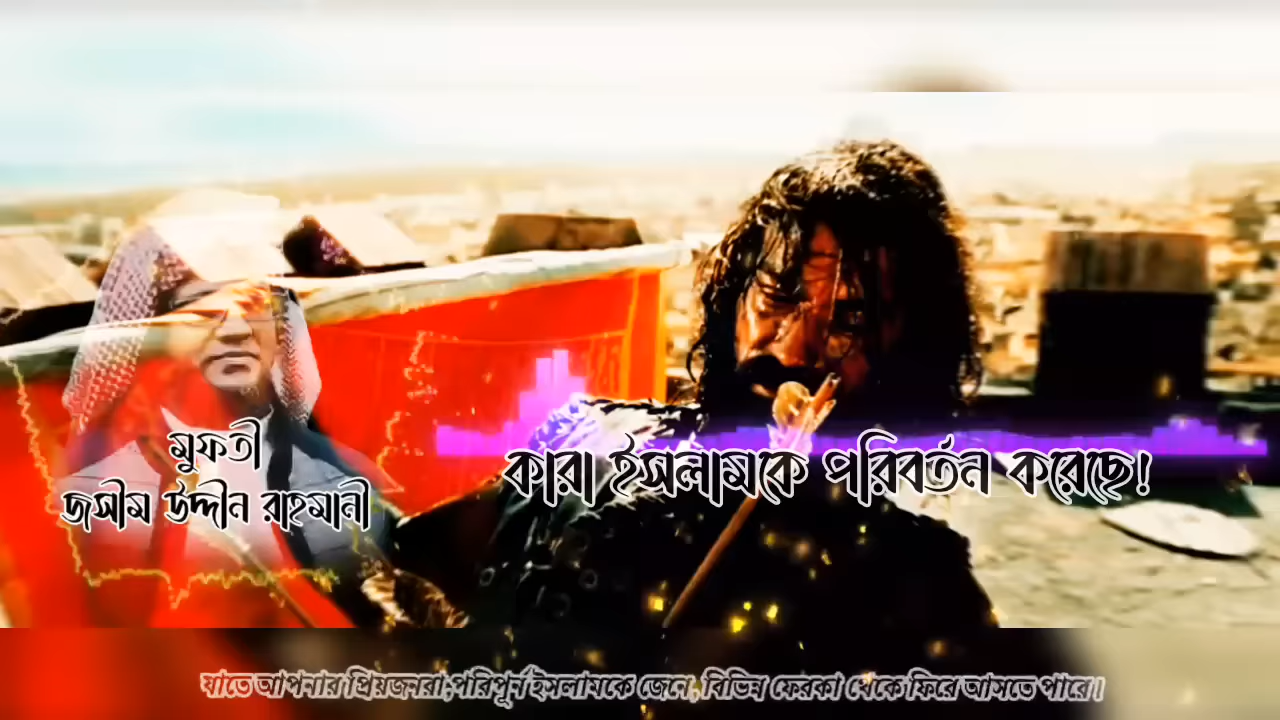 মুফতী
জসীম উদ্দীন রাহমানী
কারা ইসলামকে পরিবর্তন করেছে!
যাতে আপনার প্রিয়জনরা,পরিপূর্ন ইসলামকে জেনে, বিভিন্ন ফেরকা থেকে ফিরে আসতে পারে।